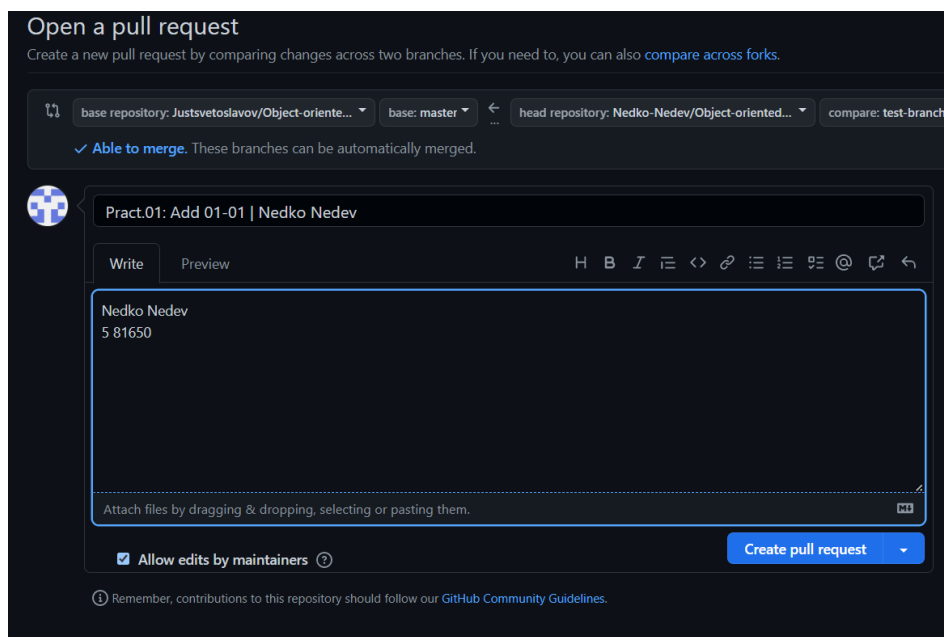 Open a pull request
Create a new pull request by comparing changes across two branches. If you need to, you can also compare across forks.
base repository: Justsvetoslavov/Object-oriente... base: master ← ... head repository: Nedko-Nedev/Object-oriented... compare: test-branch
Able to merge. These branches can be automatically merged.
Pract.01: Add 01-01 | Nedko Nedev
Write Preview H B I <> @
Nedko Nedev
5 81650
Attach files by dragging & dropping, selecting or pasting them.
Allow edits by maintainers ?
Create pull request
Remember, contributions to this repository should follow our GitHub Community Guidelines.